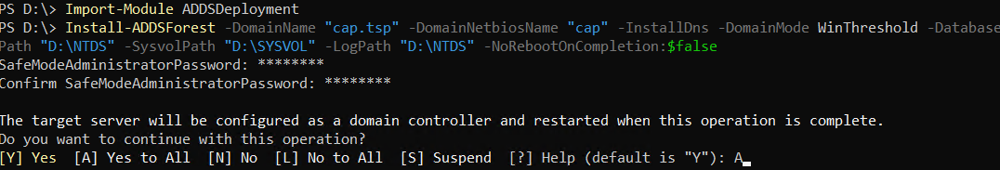 PS D:\> Import-Module ADDSDeployment
PS D:\> Install-ADDSForest -DomainName "cap.tsp" -DomainNetbiosName "cap" -InstallDns -DomainMode WinThreshold -Database
Path "D:\NTDS" -SysvolPath "D:\SYSVOL" -LogPath "D:\NTDS" -NoRebootOnCompletion:$false
SafeModeAdministratorPassword: ********
Confirm SafeModeAdministratorPassword: ********
The target server will be configured as a domain controller and restarted when this operation is complete.
Do you want to continue with this operation?
[Y] Yes  [A] Yes to All  [N] No  [L] No to All  [S] Suspend  [?] Help (default is "Y"): A